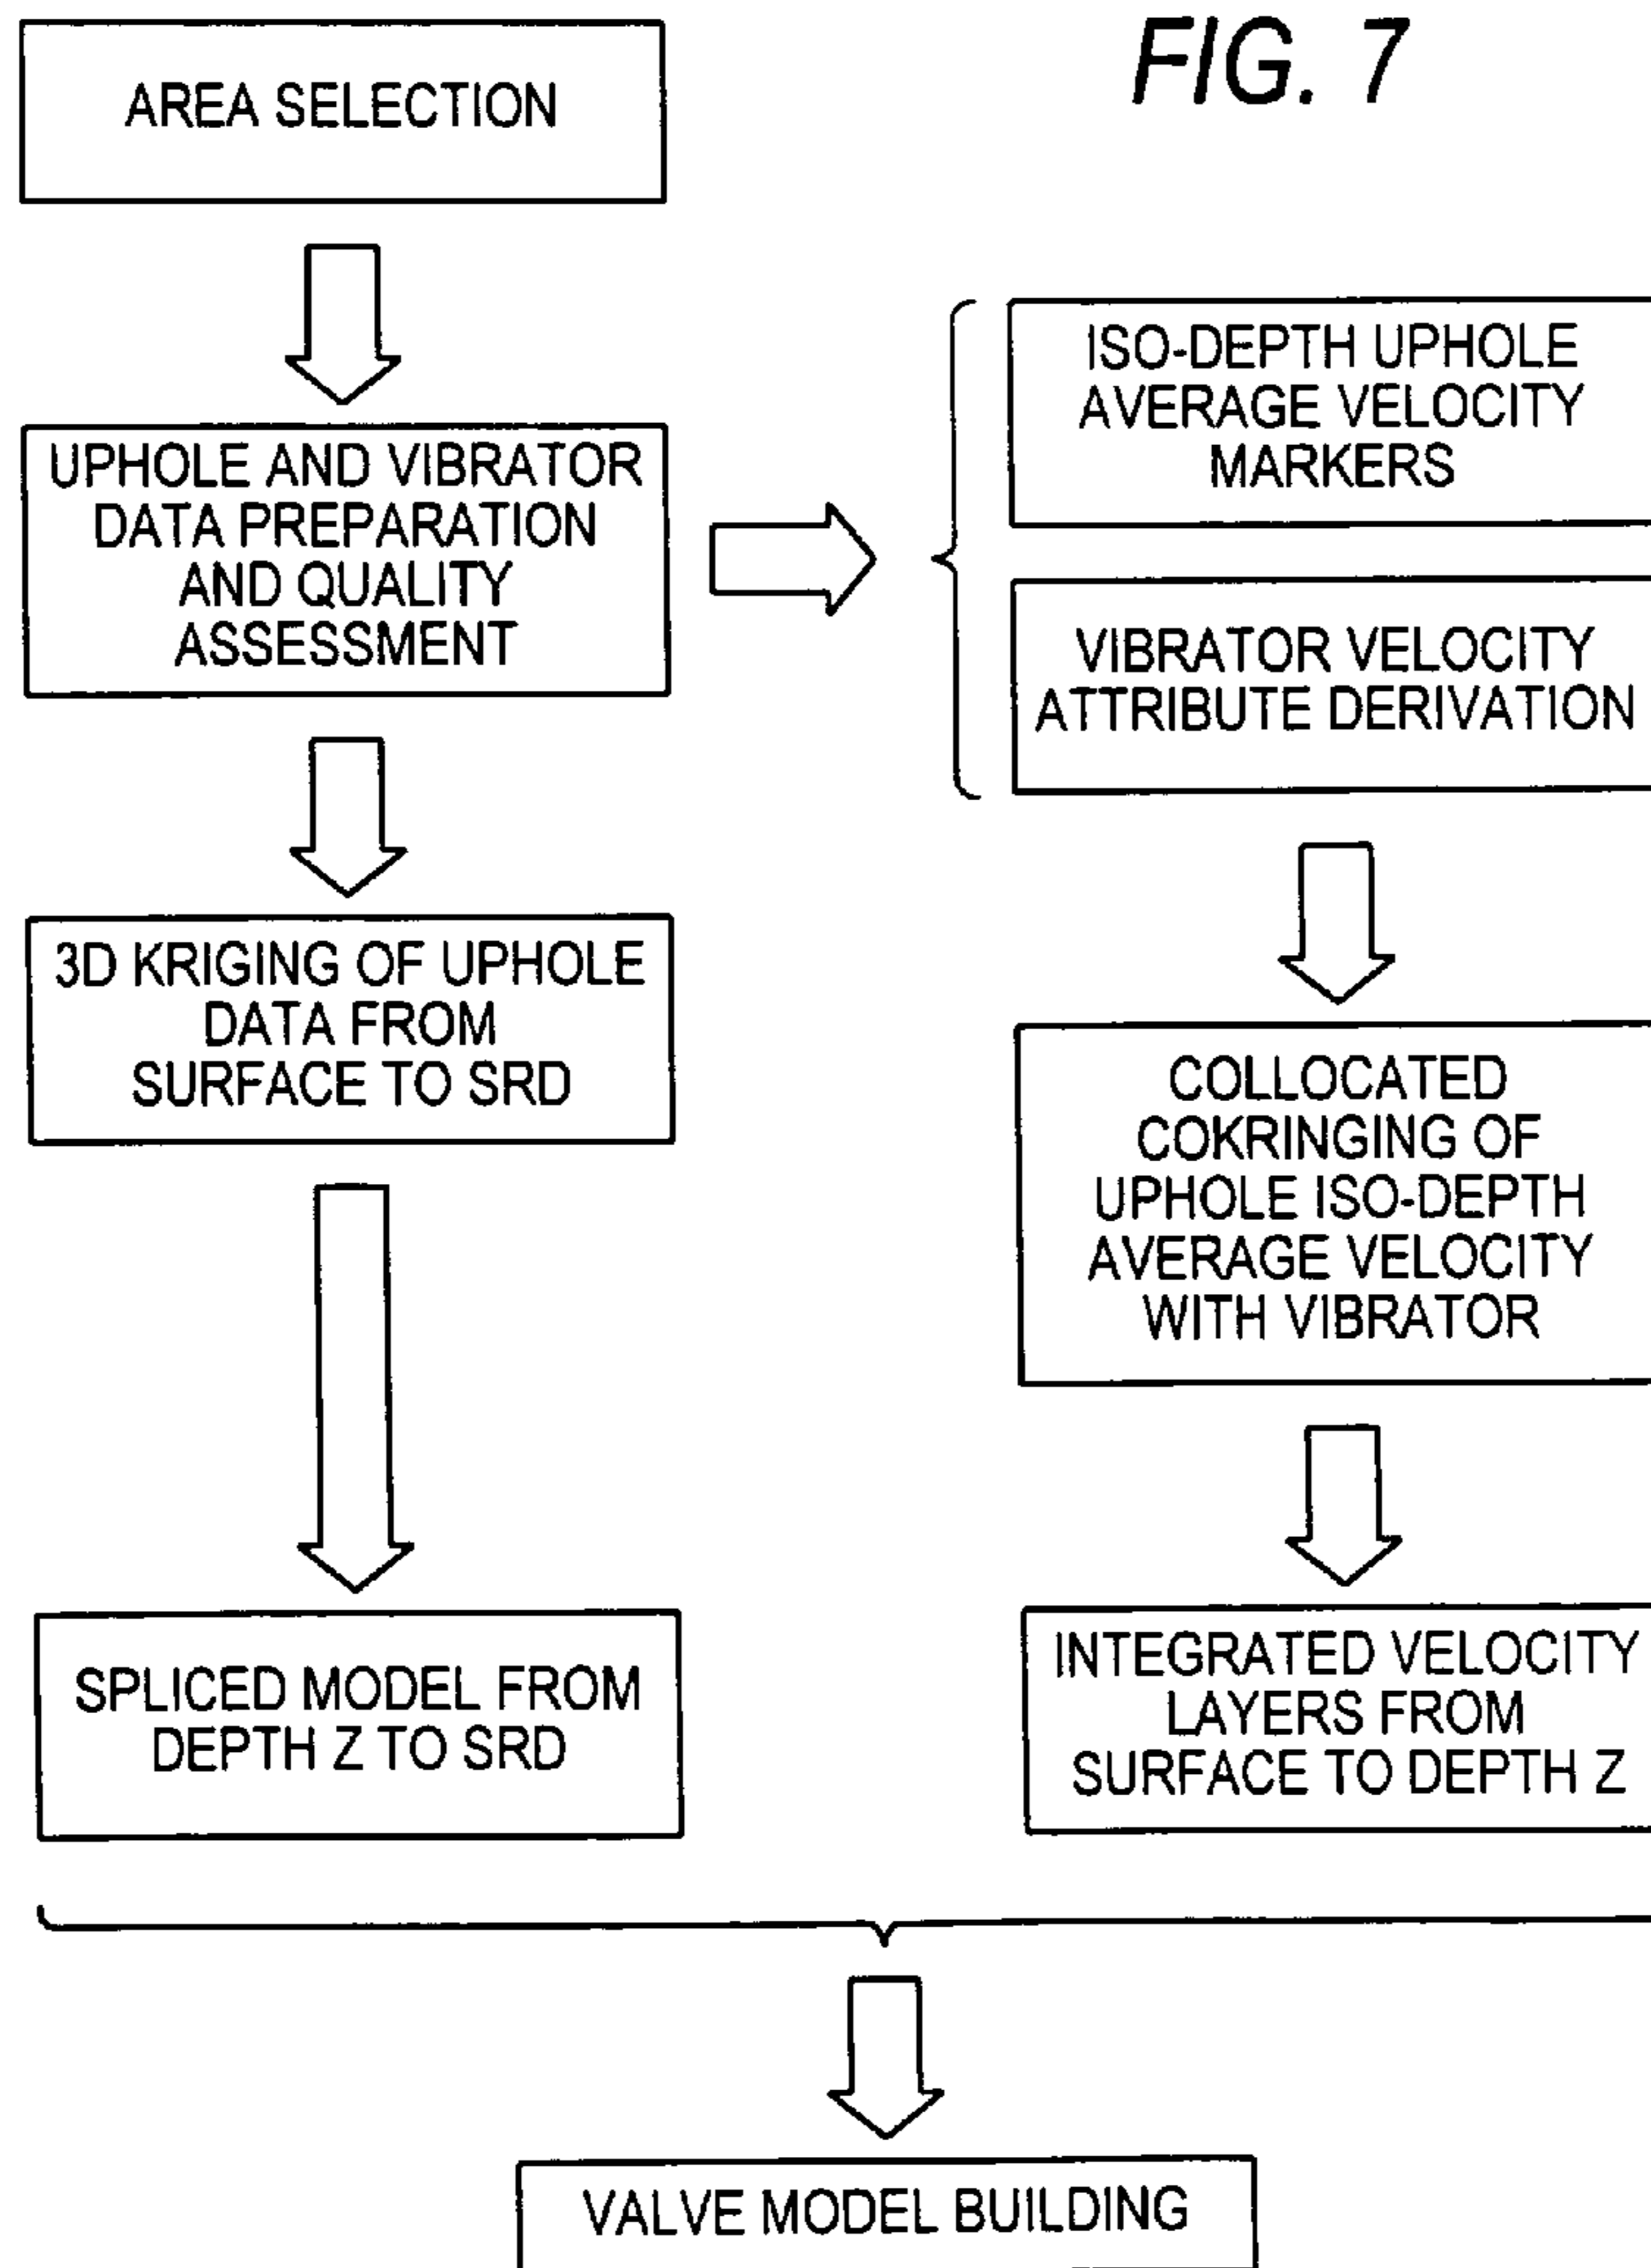 FIG. 7
AREA SELECTION
UPHOLE AND VIBRATOR
DATA PREPARATION
AND QUALITY
ASSESSMENT
ISO-DEPTH UPHOLE
AVERAGE VELOCITY
MARKERS
VIBRATOR VELOCITY
ATTRIBUTE DERIVATION
3D KRIGING OF UPHOLE
DATA FROM
SURFACE TO SRD
COLLOCATED
COKRINGING OF
UPHOLE ISO-DEPTH
AVERAGE VELOCITY
WITH VIBRATOR
SPLICED MODEL FROM
DEPTH Z TO SRD
INTEGRATED VELOCITY
LAYERS FROM
SURFACE TO DEPTH Z
VALVE MODEL BUILDING